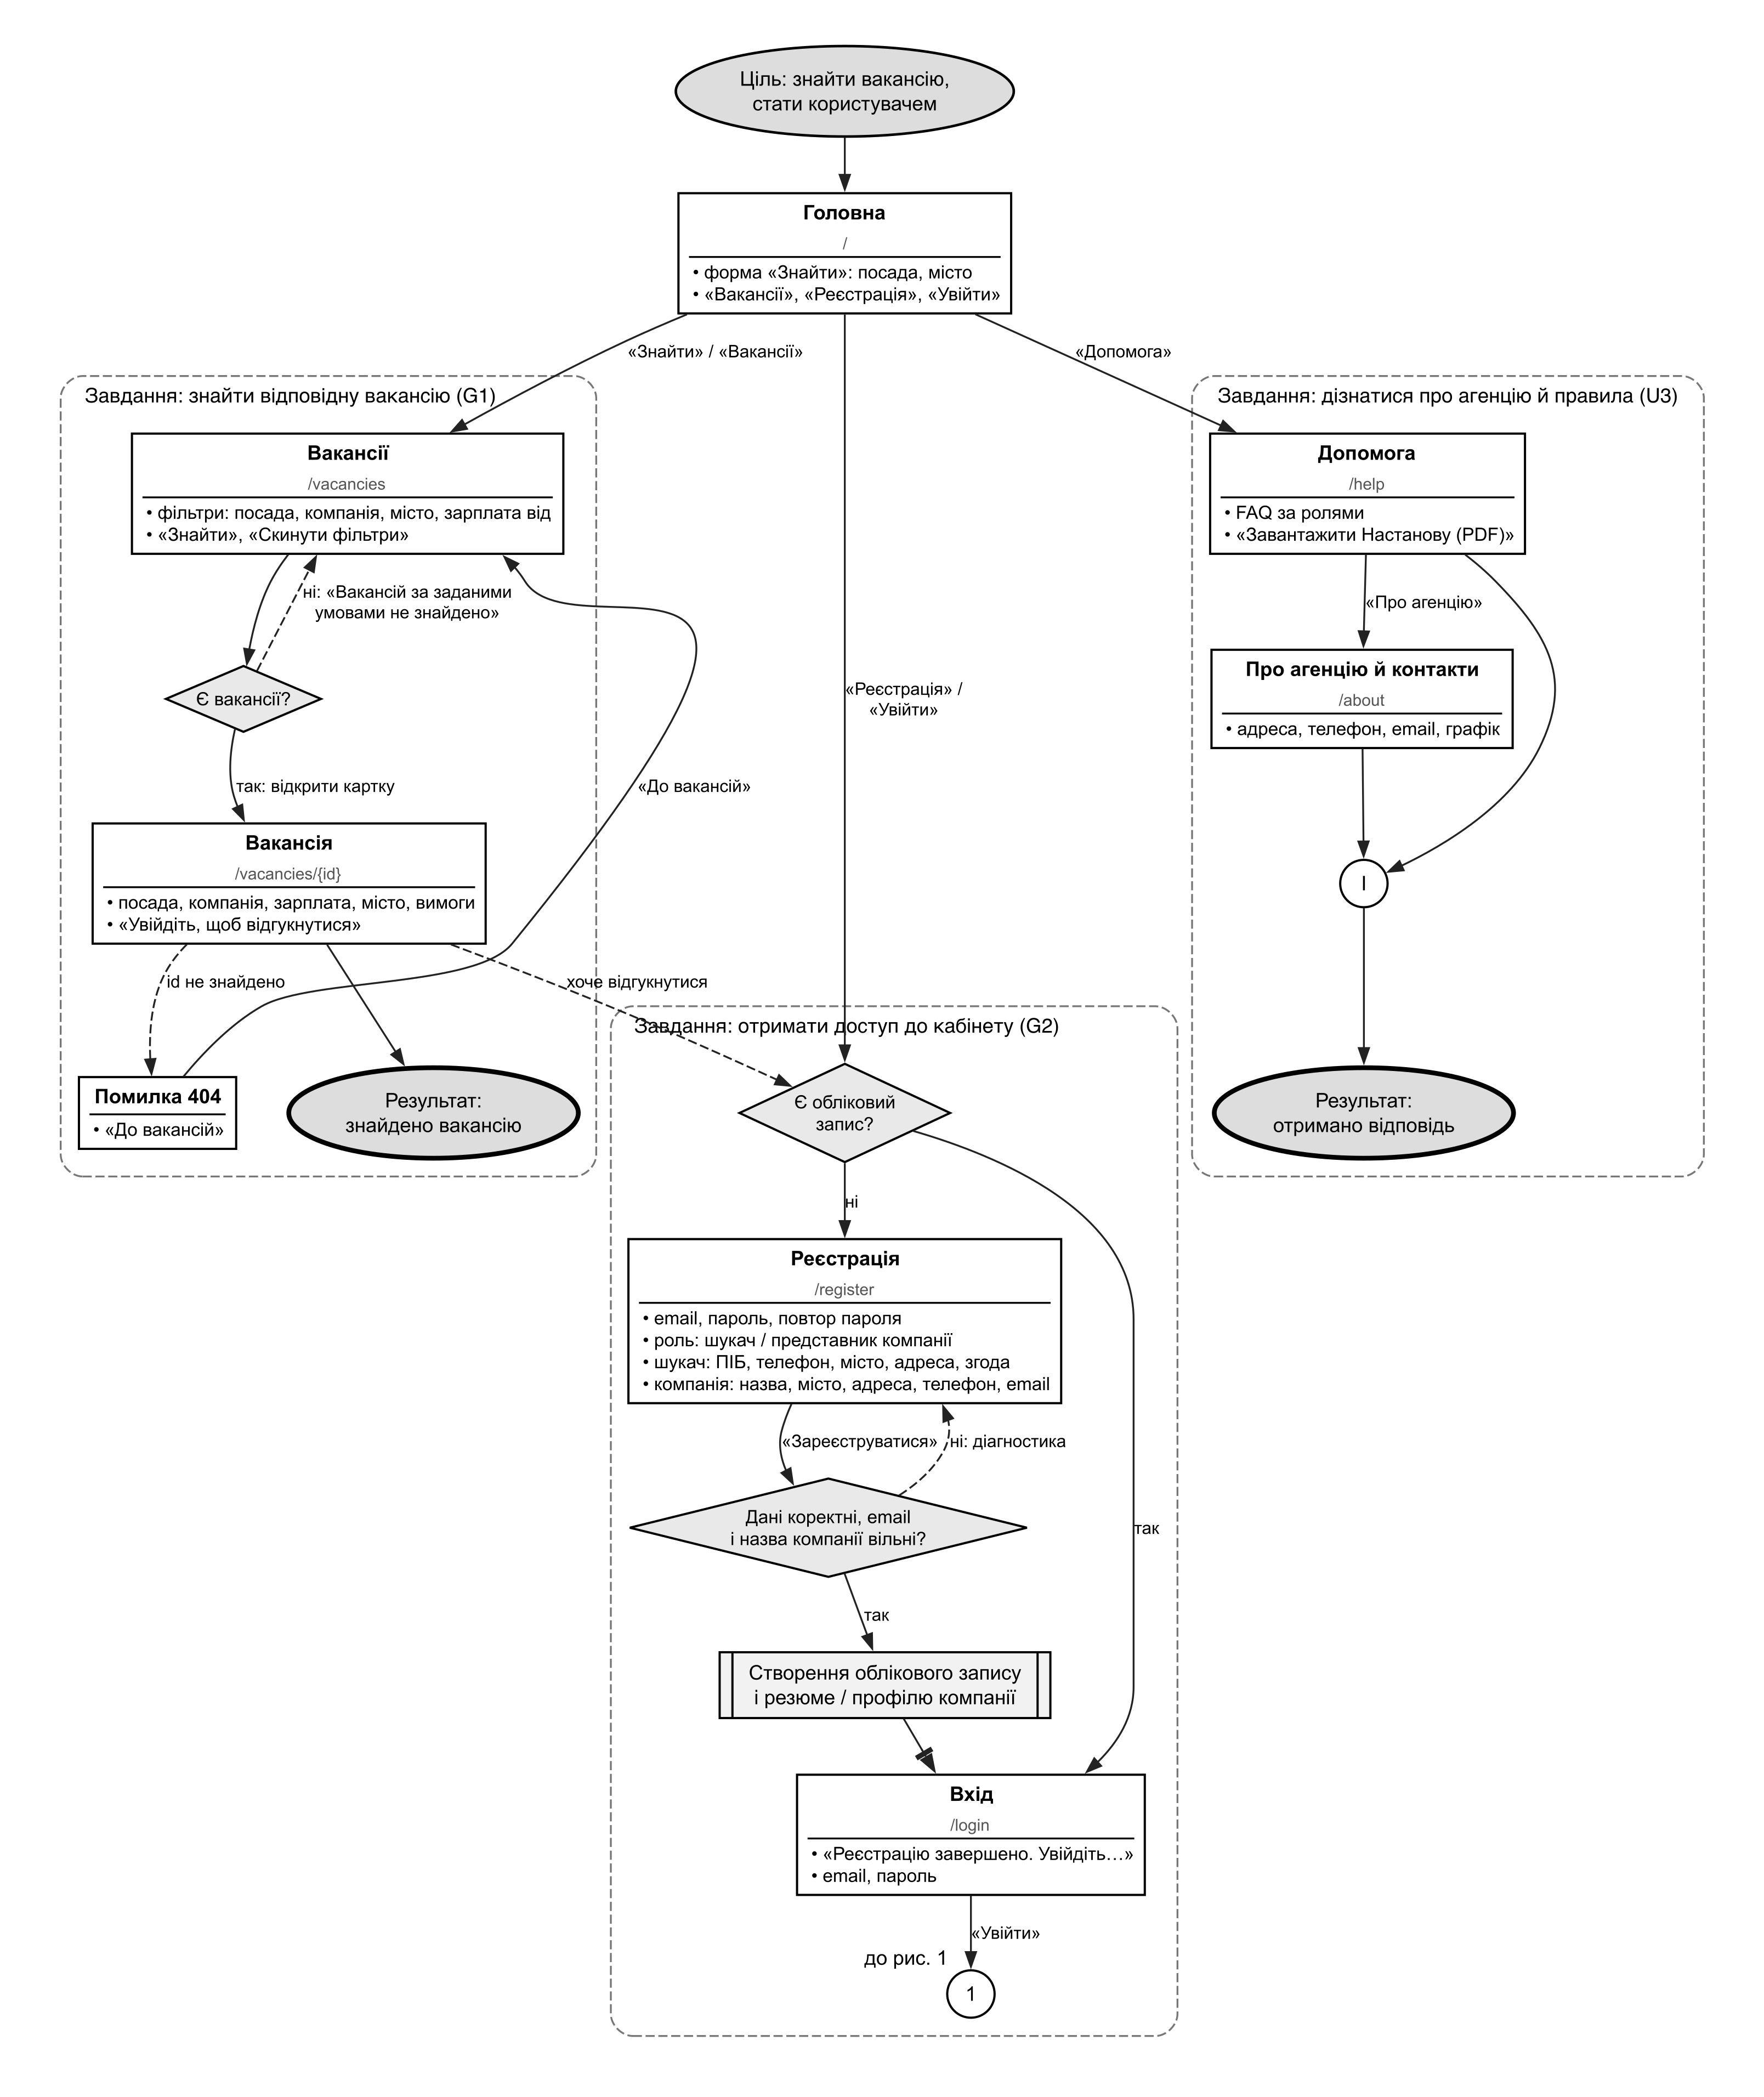 Ціль: знайти вакансію,
стати користувачем
Головна
/
• форма «Знайти»: посада, місто
• «Вакансії», «Реєстрація», «Увійти»
«Знайти» / «Вакансії»
«Допомога»
Завдання: знайти відповідну вакансію (G1)
Вакансії
/vacancies
• фільтри: посада, компанія, місто, зарплата від
• «Знайти», «Скинути фільтри»
ні: «Вакансій за заданими
умовами не знайдено»
Є вакансії?
так: відкрити картку
«До вакансій»
Вакансія
/vacancies/{id}
• посада, компанія, зарплата, місто, вимоги
• «Увійдіть, щоб відгукнутися»
id не знайдено
хоче відгукнутися
Помилка 404
• «До вакансій»
Результат:
знайдено вакансію
«Реєстрація» /
«Увійти»
Завдання: дізнатися про агенцію й правила (U3)
Допомога
/help
• FAQ за ролями
• «Завантажити Настанову (PDF)»
«Про агенцію»
Про агенцію й контакти
/about
• адреса, телефон, email, графік
I
Результат:
отримано відповідь
Завдання: отримати доступ до кабінету (G2)
Є обліковий
запис?
ні
Реєстрація
/register
• email, пароль, повтор пароля
• роль: шукач / представник компанії
• шукач: ПІБ, телефон, місто, адреса, згода
• компанія: назва, місто, адреса, телефон, email
«Зареєструватися»
ні: діагностика
Дані коректні, email
і назва компанії вільні?
так
так
Створення облікового запису
і резюме / профілю компанії
Вхід
/login
• «Реєстрацію завершено. Увійдіть…»
• email, пароль
«Увійти»
до рис. 1
1